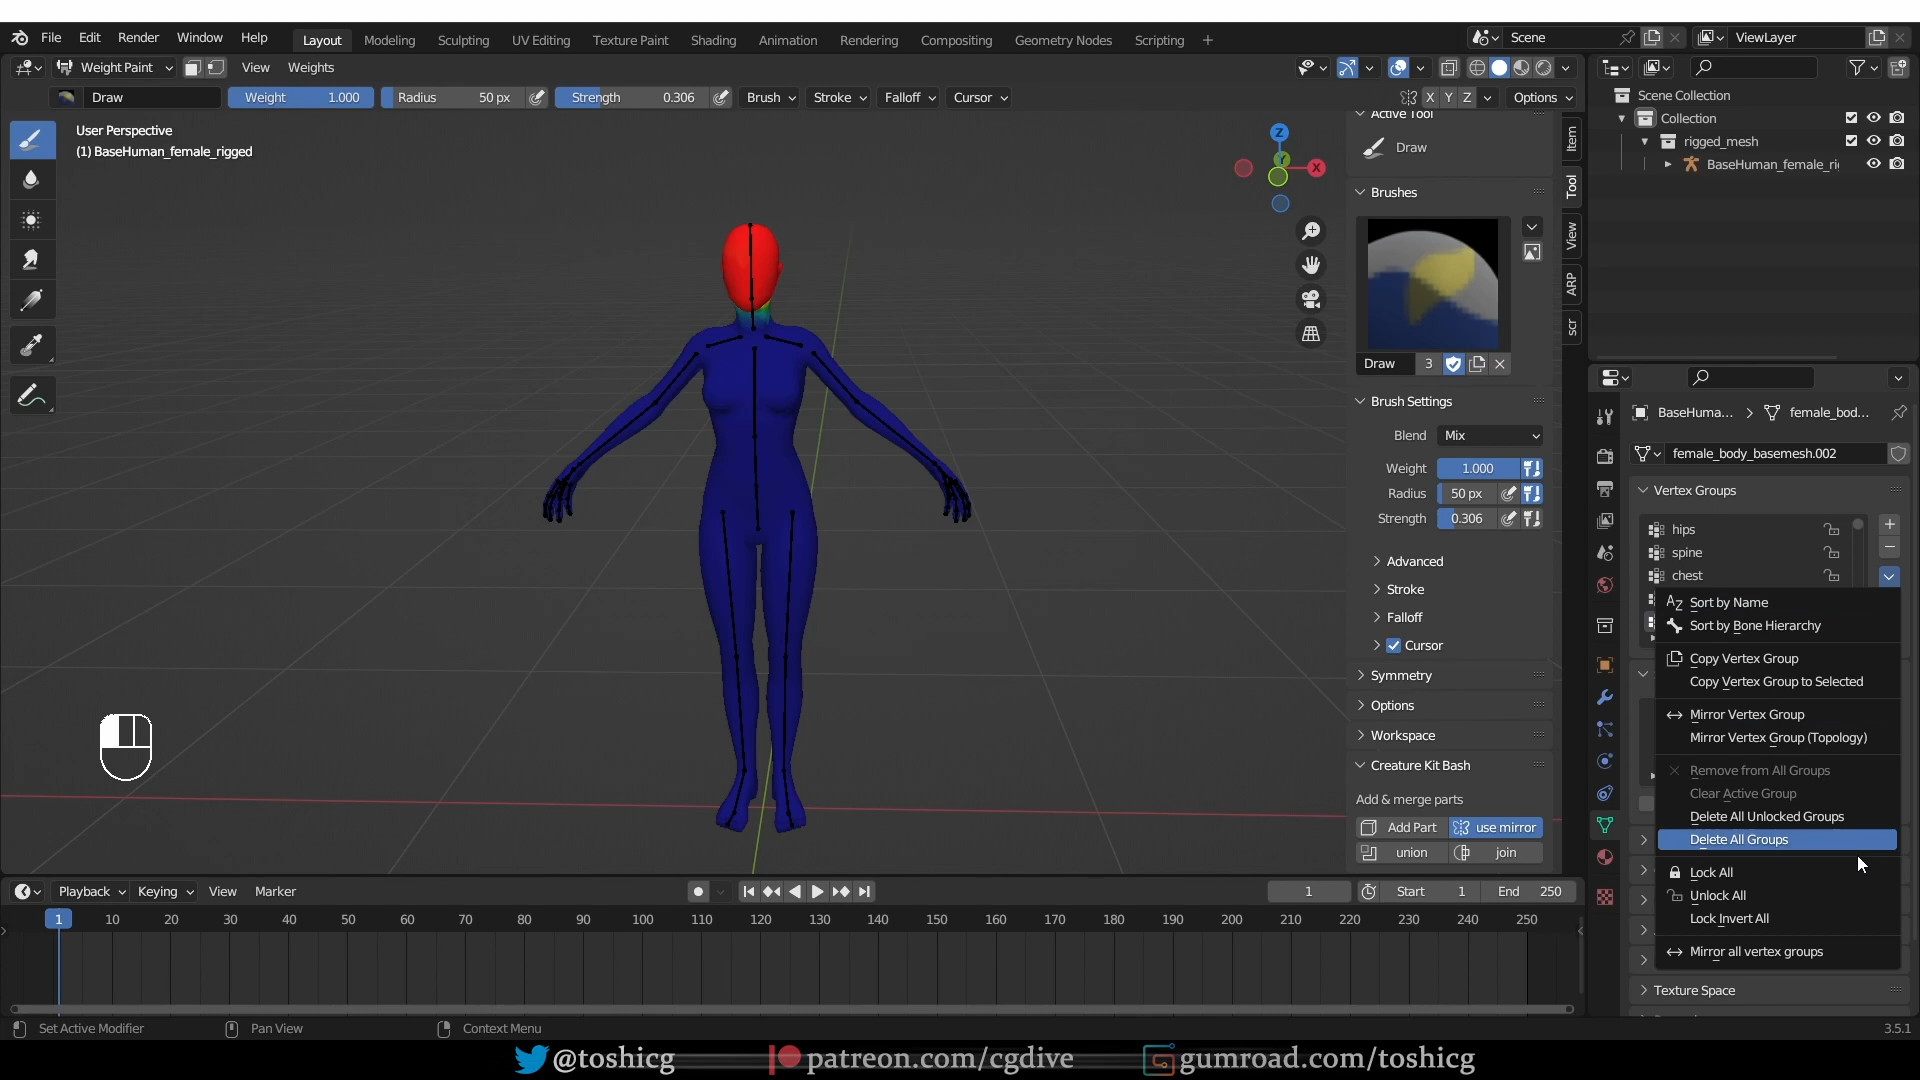 File Edit Render Window Help Layout Modeling Sculpting UV Editing Texture Paint Shading Animation Rendering Compositing Geometry Nodes Scripting + Scene ViewLayer
Weight Paint View Weights
Draw Weight 1.000 Radius 50 px Strength 0.306 Brush Stroke Falloff Cursor X Y Z Options
User Perspective
(1) BaseHuman_female_rigged
Z
Y
X
Active Tool
Draw
Brushes
Draw 3
Brush Settings
Blend Mix
Weight 1.000
Radius 50 px
Strength 0.306
Advanced
Stroke
Falloff
Cursor
Symmetry
Options
Workspace
Creature Kit Bash
Add & merge parts
Add Part use mirror
union join
Item
Tool
View
ARP
scr
Scene Collection
Collection
rigged_mesh
BaseHuman_female_ri
BaseHuma... female_bod...
female_body_basemesh.002
Vertex Groups
hips
spine
chest
Sort by Name
Sort by Bone Hierarchy
Copy Vertex Group
Copy Vertex Group to Selected
Mirror Vertex Group
Mirror Vertex Group (Topology)
Remove from All Groups
Clear Active Group
Delete All Unlocked Groups
Delete All Groups
Lock All
Unlock All
Lock Invert All
Mirror all vertex groups
Texture Space
Playback Keying View Marker 1 Start 1 End 250
1 10 20 30 40 50 60 70 80 90 100 110 120 130 140 150 160 170 180 190 200 210 220 230 240 250
Set Active Modifier Pan View Context Menu 3.5.1
@toshicg patreon.com/cgdive gumroad.com/toshicg